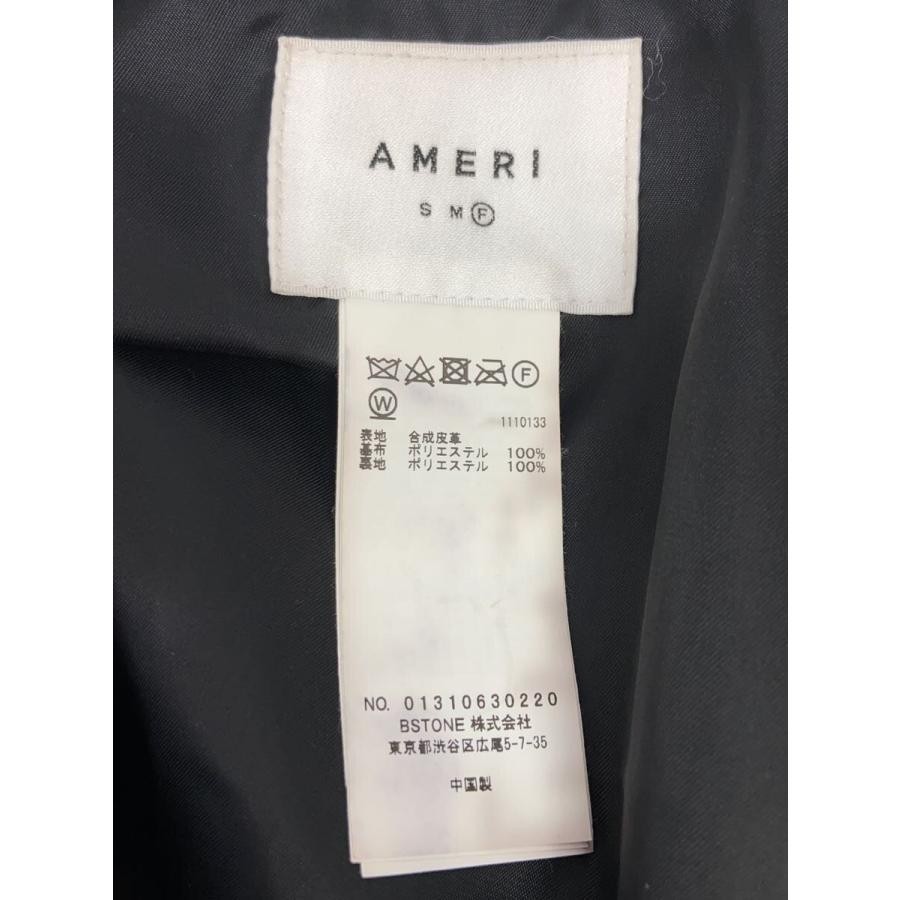 AMERI
S M F
F
W
1110133
表地 合成皮革
基布 ポリエステル 100%
裏地 ポリエステル 100%
NO. 01310630220
BSTONE 株式会社
東京都渋谷区広尾5-7-35
中国製